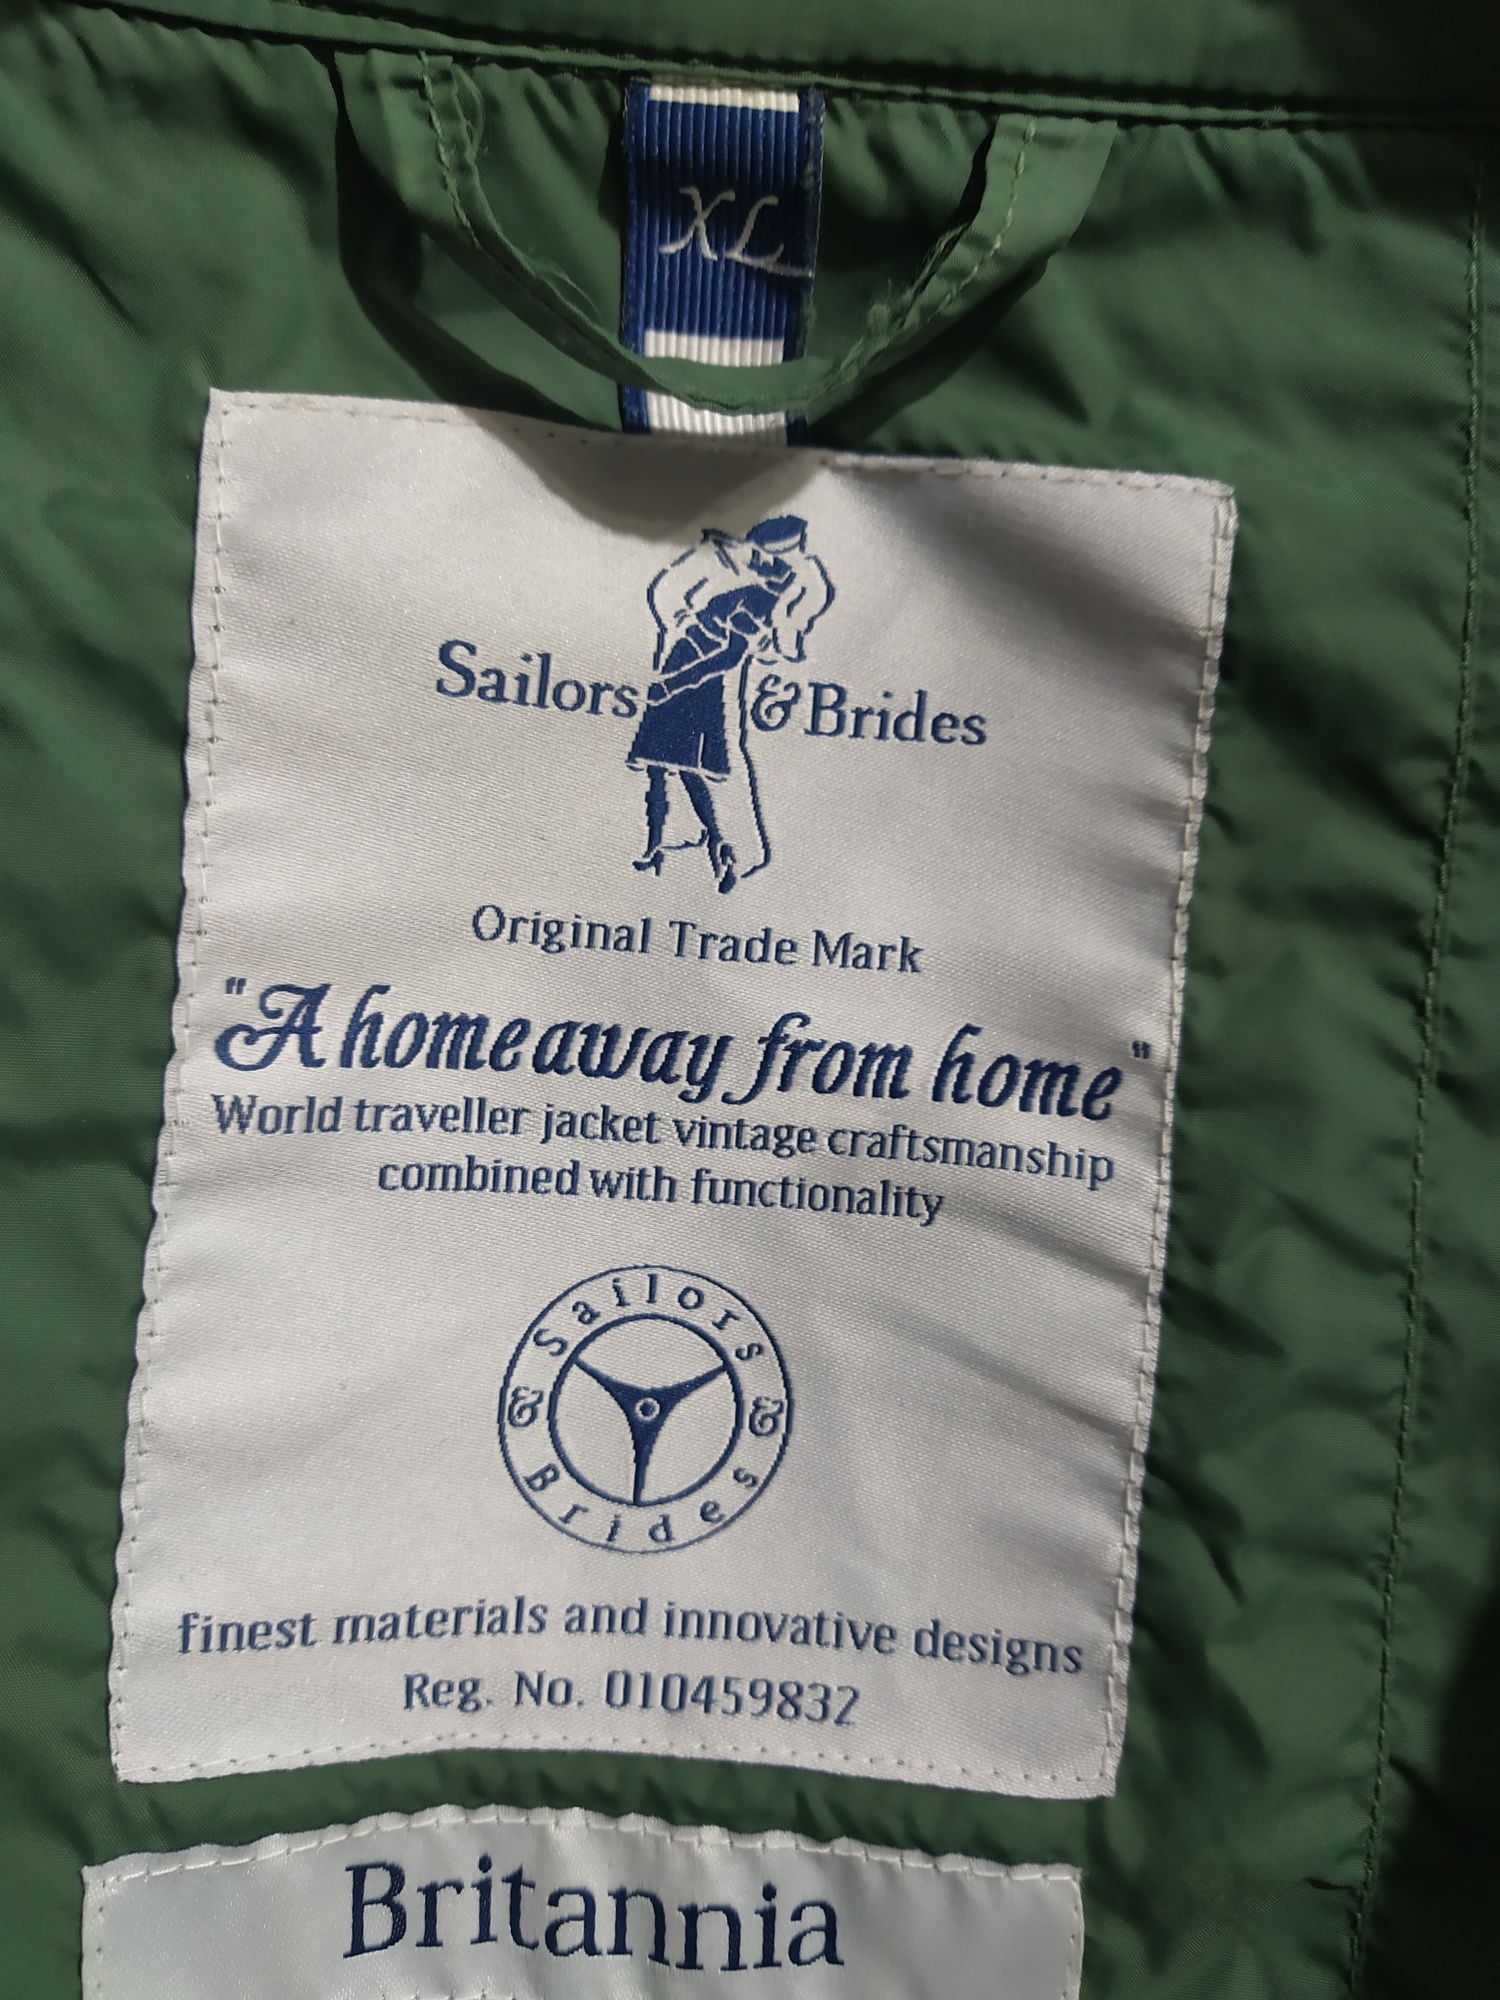 XL
Sailors & Brides
Original Trade Mark
"A home away from home"
World traveller jacket vintage craftsmanship
combined with functionality
& Sailors &
Brides
finest materials and innovative designs
Reg. No. 010459832
Britannia